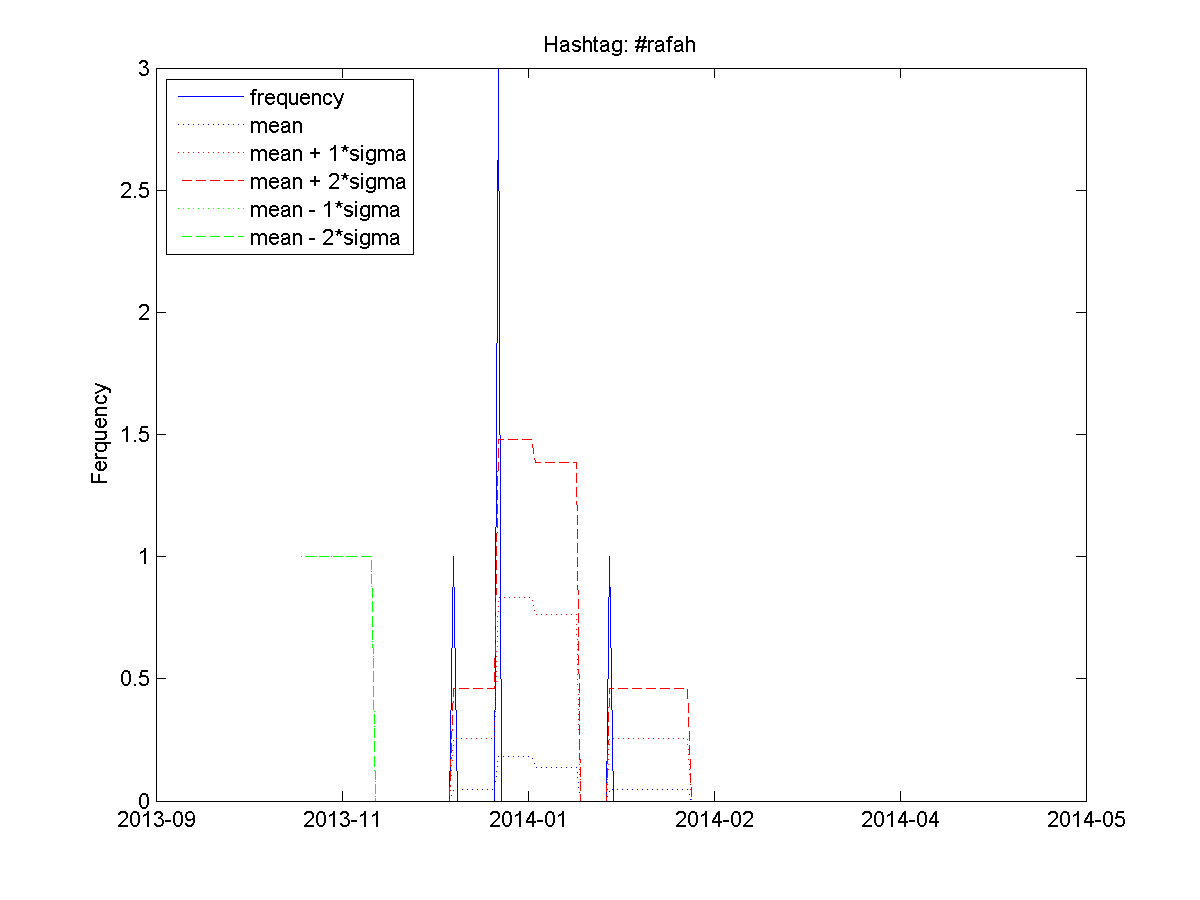 Hashtag: #rafah
3
frequency
mean
mean + 1*sigma
mean + 2*sigma
mean - 1*sigma
mean - 2*sigma
2.5
2
1.5
1
0.5
0
Ferquency
2013-09 2013-11 2014-01 2014-02 2014-04 2014-05